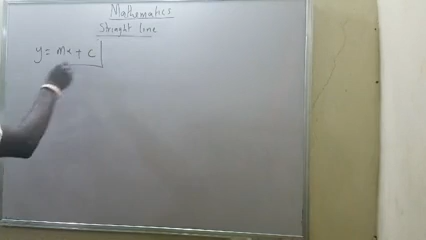 Mathematics
Straight line
y = mx + c